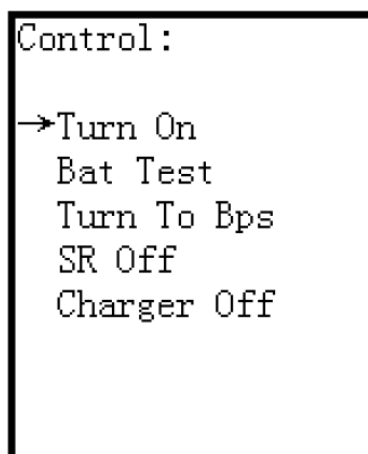 Control:
→Turn On
Bat Test
Turn To Bps
SR Off
Charger Off